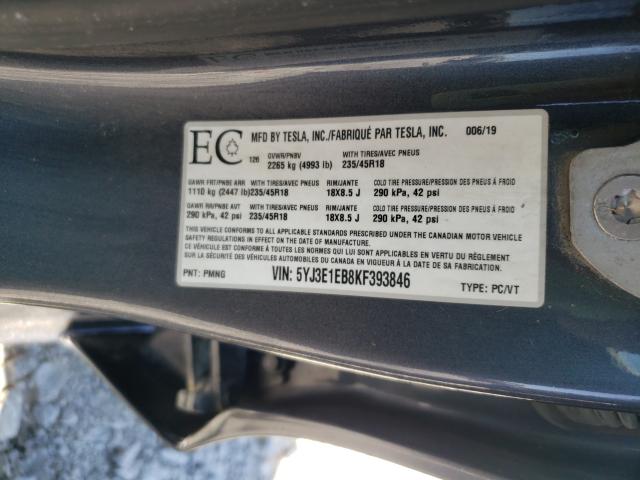 EC MFD BY TESLA, INC./FABRIQUÉ PAR TESLA, INC. 006/19
126 GVWR/PNBV WITH TIRES/AVEC PNEUS
2265 kg (4993 lb) 235/45R18
GAWR FRT/PNBE ARR WITH TIRES/AVEC PNEUS RIM/JANTE COLD TIRE PRESSURE/PRESSION DES PNEUS À FROID
1110 kg (2447 lb) 235/45R18 18X8.5 J 290 kPa, 42 psi
GAWR RR/PNBE AVT WITH TIRES/AVEC PNEUS RIM/JANTE COLD TIRE PRESSURE/PRESSION DES PNEUS À FROID
290 kPa, 42 psi 235/45R18 18X8.5 J 290 kPa, 42 psi
THIS VEHICLE CONFORMS TO ALL APPLICABLE STANDARDS PRESCRIBED UNDER THE CANADIAN MOTOR VEHICLE
SAFETY REGULATIONS IN EFFECT ON THE DATE OF MANUFACTURE
CE VÉHICULE EST CONFORME À TOUTES LES NORMES QUI LUI SONT APPLICABLES EN VERTU DU RÈGLEMENT
SUR LA SÉCURITÉ DES VÉHICULES AUTOMOBILES DU CANADA EN VIGUEUR À LA DATE DE SA FABRICATION.
PNT: PMNG VIN: 5YJ3E1EB8KF393846 TYPE: PC/VT